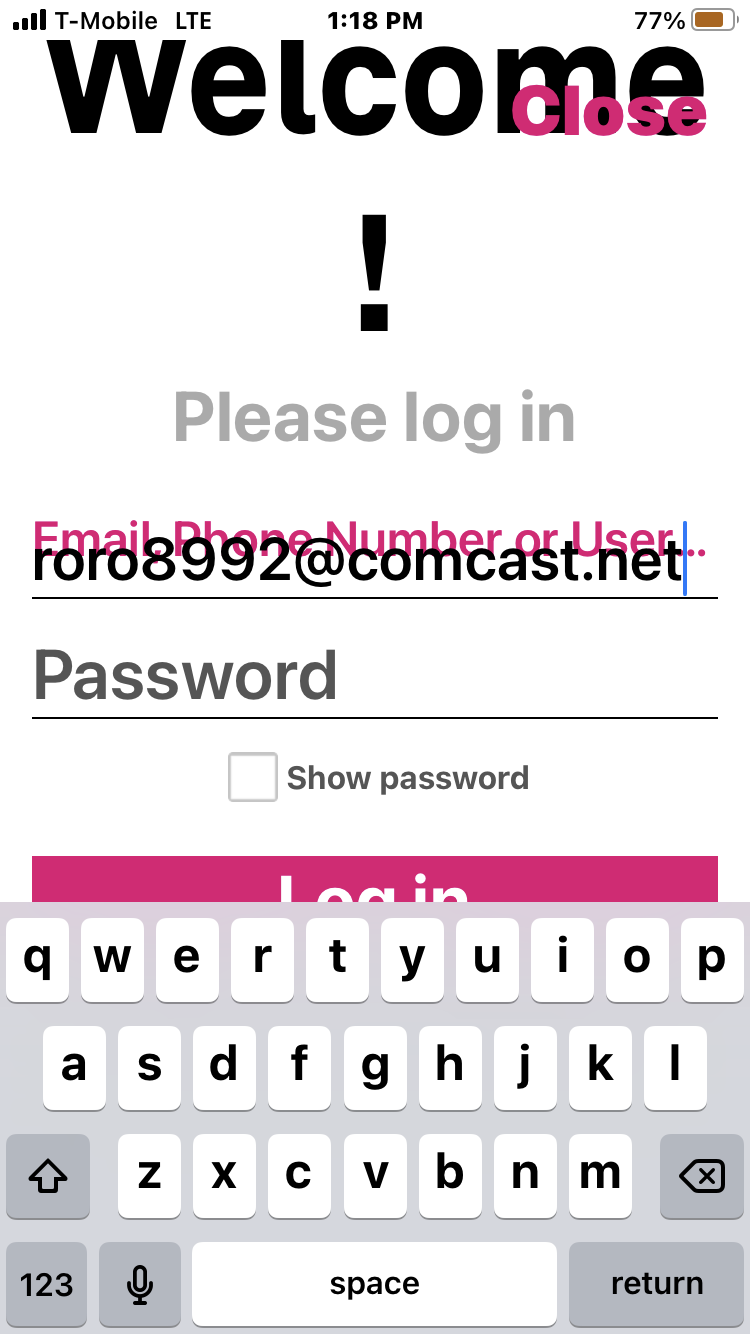 T-Mobile LTE 1:18 PM 77%
Welcome
Close
!
Please log in
Email, Phone Number or User...
roro8992@comcast.net
Password
Show password
Log in
q w e r t y u i o p
a s d f g h j k l
z x c v b n m
123 space return